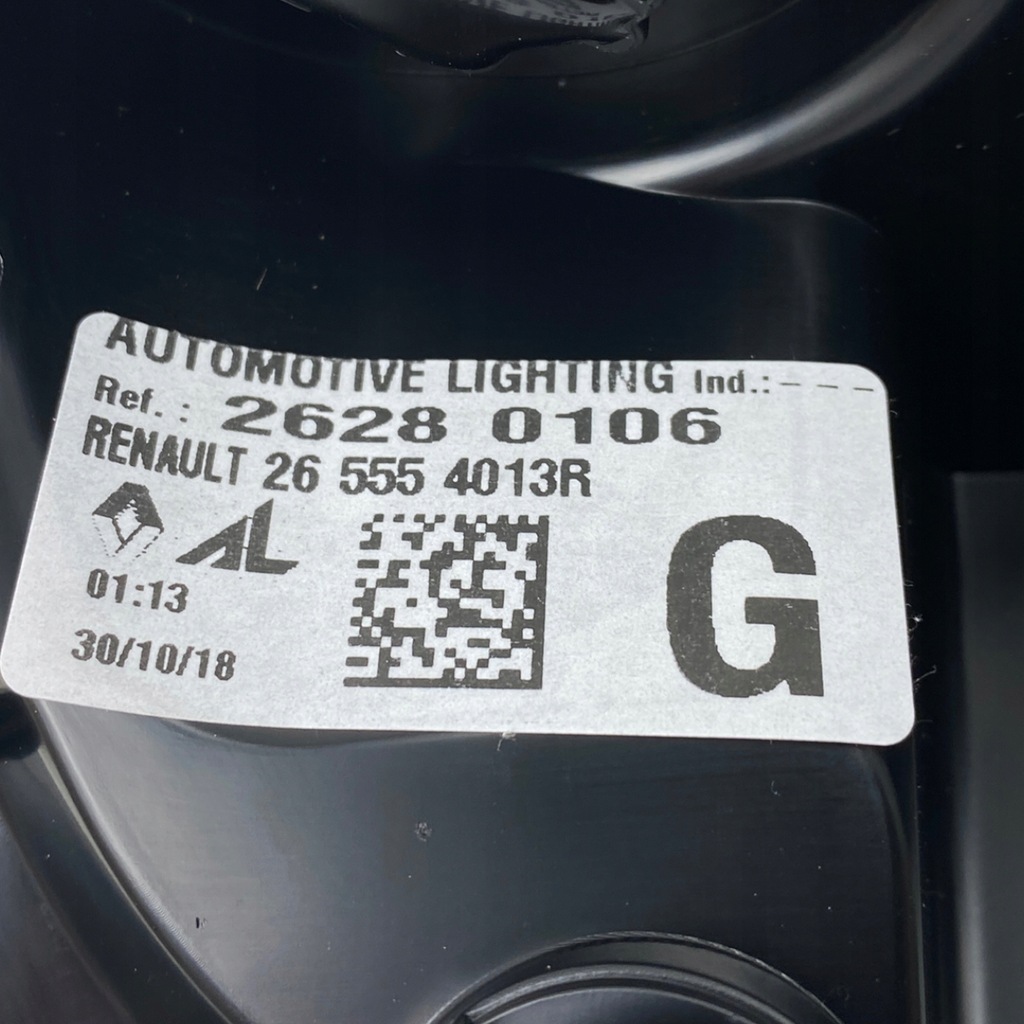 AUTOMOTIVE LIGHTING Ind.:---
Ref. : 2628 0106
RENAULT 26 555 4013R
AL
G
01:13
30/10/18